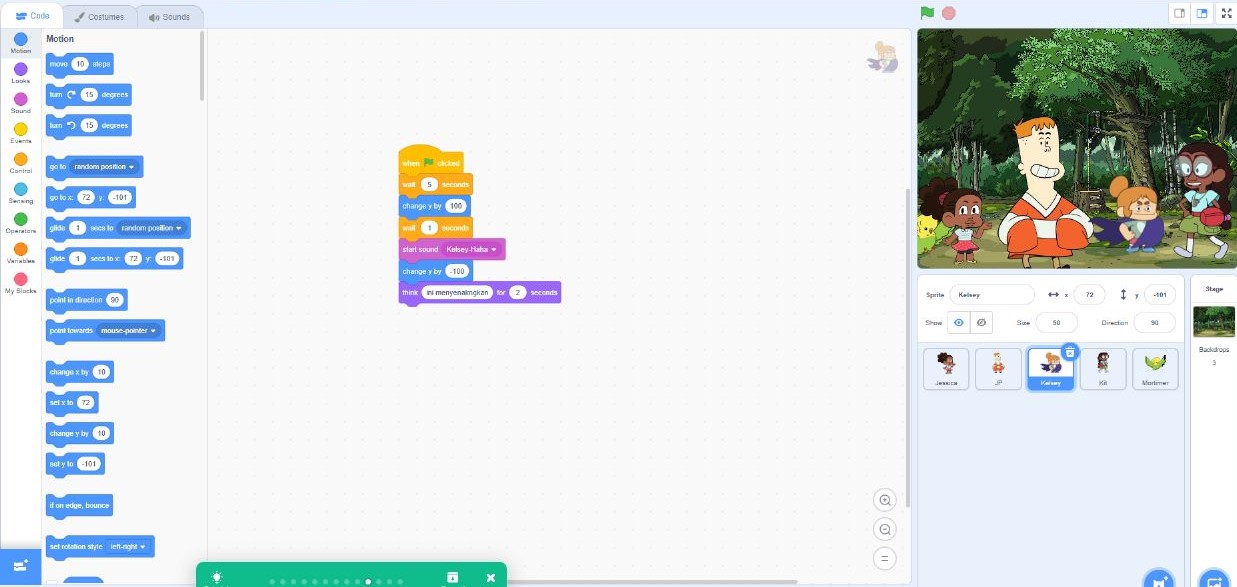 Code Costumes Sounds
Motion
Looks
Sound
Events
Control
Sensing
Operators
Variables
My Blocks
Motion
move 10 steps
turn 15 degrees
turn 15 degrees
go to random position
go to x: 72 y: -101
glide 1 secs to random position
glide 1 secs to x: 72 y: -101
point in direction 90
point towards mouse-pointer
change x by 10
set x to 72
change y by 10
set y to -101
if on edge, bounce
set rotation style left-right
when clicked
wait 5 seconds
change y by 100
wait 1 seconds
start sound Kelsey-Haha
change y by -100
think ini menyenangkan for 2 seconds
Sprite Kelsey x 72 y -101
Show Size 50 Direction 90
Jessica JP Kelsey Kit Mortimer
Stage
Backdrops
3